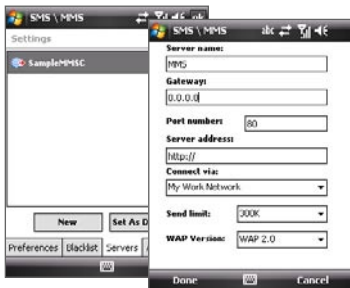 SMS \ MMS
ok
Settings
SampleMMSC
New
Set As D
Preferences
Blacklist
Servers
SMS \ MMS
abc
Server name:
MMS
Gateway:
0.0.0.0
Port number: 80
Server address:
http://
Connect via:
My Work Network
Send limit: 300K
WAP Version: WAP 2.0
Done
Cancel